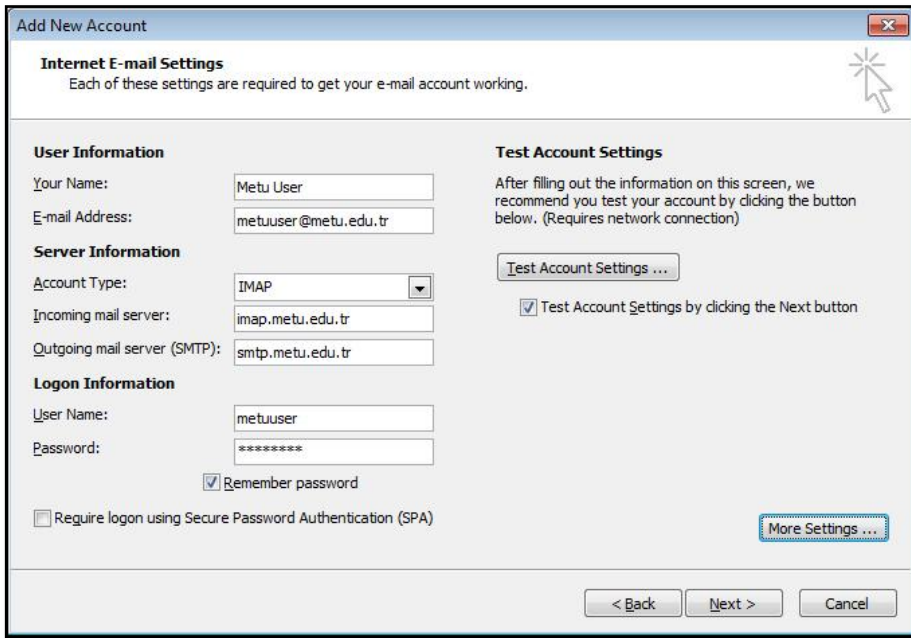 Add New Account
Internet E-mail Settings
Each of these settings are required to get your e-mail account working.
User Information
Your Name:
Metu User
E-mail Address:
metuuser@metu.edu.tr
Server Information
Account Type:
IMAP
Incoming mail server:
imap.metu.edu.tr
Outgoing mail server (SMTP):
smtp.metu.edu.tr
Logon Information
User Name:
metuuser
Password:
********
Remember password
Require logon using Secure Password Authentication (SPA)
Test Account Settings
After filling out the information on this screen, we
recommend you test your account by clicking the button
below. (Requires network connection)
Test Account Settings ...
Test Account Settings by clicking the Next button
More Settings ...
< Back
Next >
Cancel